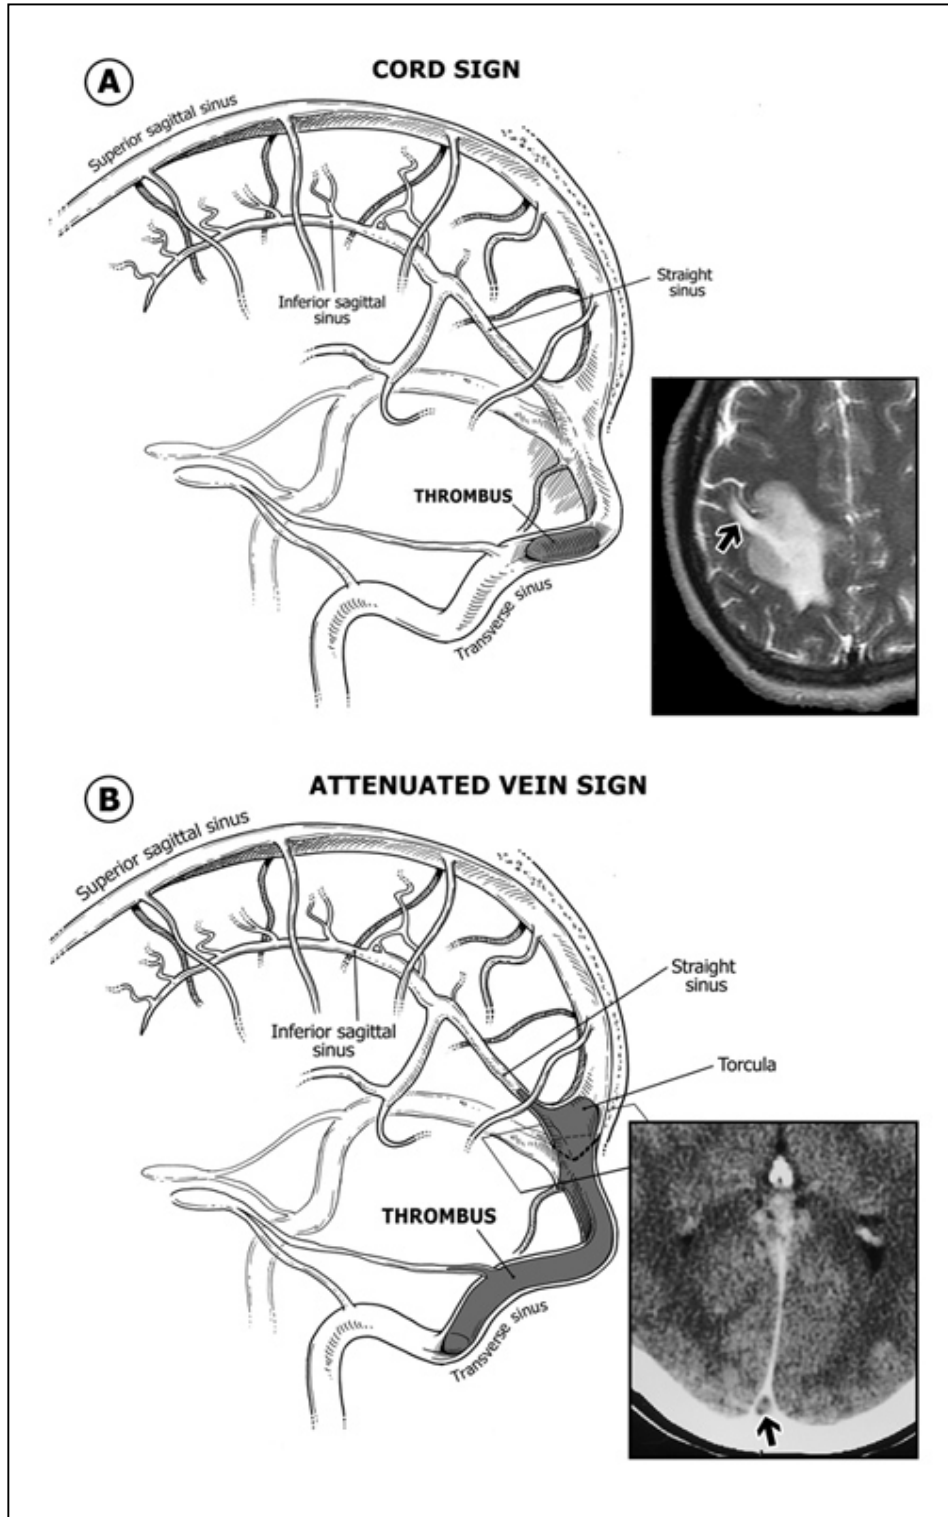 A
CORD SIGN
Superior sagittal sinus
Inferior sagittal
sinus
Straight
sinus
THROMBUS
Transverse sinus
B
ATTENUATED VEIN SIGN
Superior sagittal sinus
Straight
sinus
Inferior sagittal
sinus
Torcula
THROMBUS
Transverse sinus